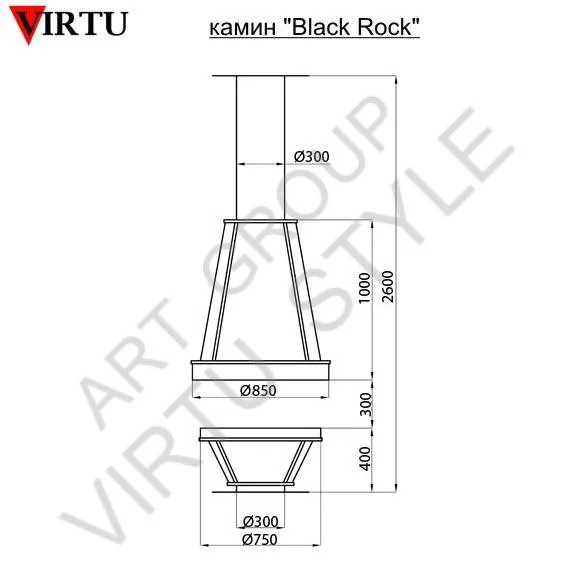 VIRTU
камин "Black Rock"
Ø300
1000
2600
Ø850
300
400
Ø300
Ø750
ART GROUP
VIRTU STYLE